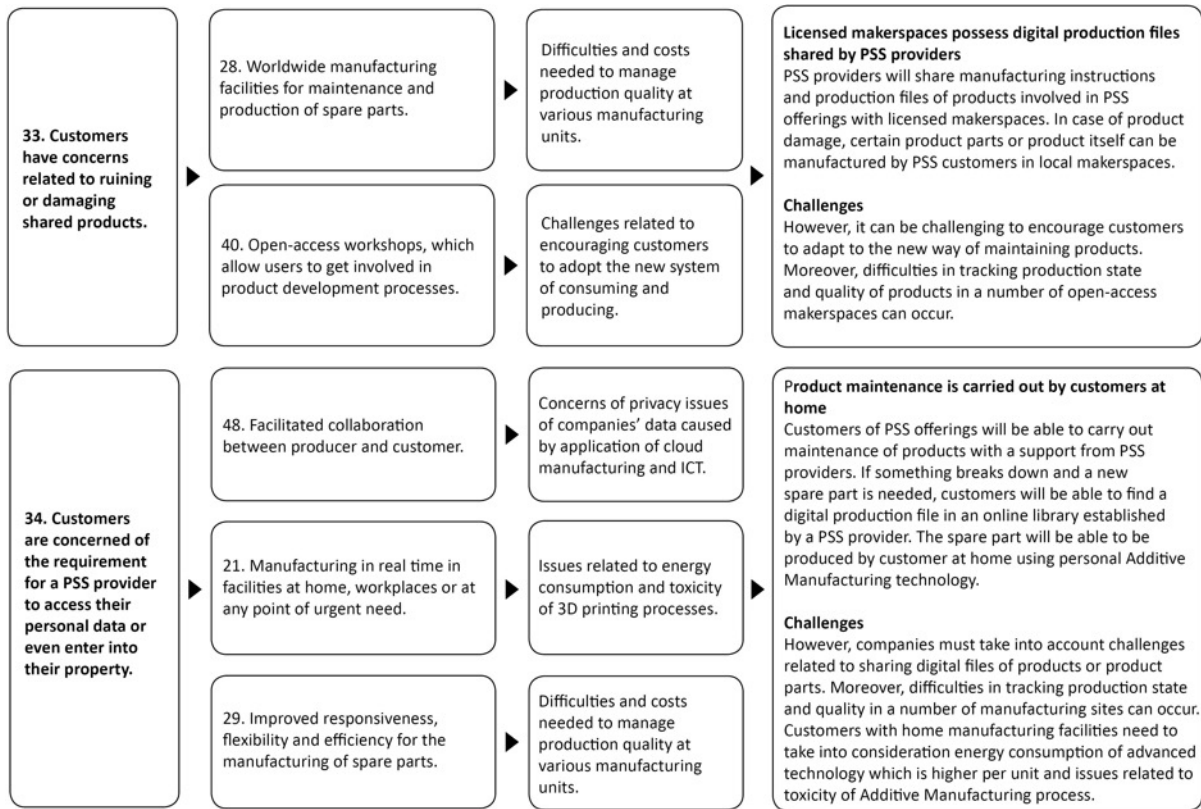 33. Customers
have concerns
related to ruining
or damaging
shared products.
28. Worldwide manufacturing
facilities for maintenance and
production of spare parts.
Difficulties and costs
needed to manage
production quality at
various manufacturing
units.
40. Open-access workshops, which
allow users to get involved in
product development processes.
Challenges related to
encouraging customers
to adopt the new system
of consuming and
producing.
Licensed makerspaces possess digital production files
shared by PSS providers
PSS providers will share manufacturing instructions
and production files of products involved in PSS
offerings with licensed makerspaces. In case of product
damage, certain product parts or product itself can be
manufactured by PSS customers in local makerspaces.
Challenges
However, it can be challenging to encourage customers
to adapt to the new way of maintaining products.
Moreover, difficulties in tracking production state
and quality of products in a number of open-access
makerspaces can occur.
34. Customers
are concerned of
the requirement
for a PSS provider
to access their
personal data or
even enter into
their property.
48. Facilitated collaboration
between producer and customer.
Concerns of privacy issues
of companies’ data caused
by application of cloud
manufacturing and ICT.
21. Manufacturing in real time in
facilities at home, workplaces or at
any point of urgent need.
Issues related to energy
consumption and toxicity
of 3D printing processes.
29. Improved responsiveness,
flexibility and efficiency for the
manufacturing of spare parts.
Difficulties and costs
needed to manage
production quality at
various manufacturing
units.
Product maintenance is carried out by customers at
home
Customers of PSS offerings will be able to carry out
maintenance of products with a support from PSS
providers. If something breaks down and a new
spare part is needed, customers will be able to find a
digital production file in an online library established
by a PSS provider. The spare part will be able to be
produced by customer at home using personal Additive
Manufacturing technology.
Challenges
However, companies must take into account challenges
related to sharing digital files of products or product
parts. Moreover, difficulties in tracking production state
and quality in a number of manufacturing sites can occur.
Customers with home manufacturing facilities need to
take into consideration energy consumption of advanced
technology which is higher per unit and issues related to
toxicity of Additive Manufacturing process.